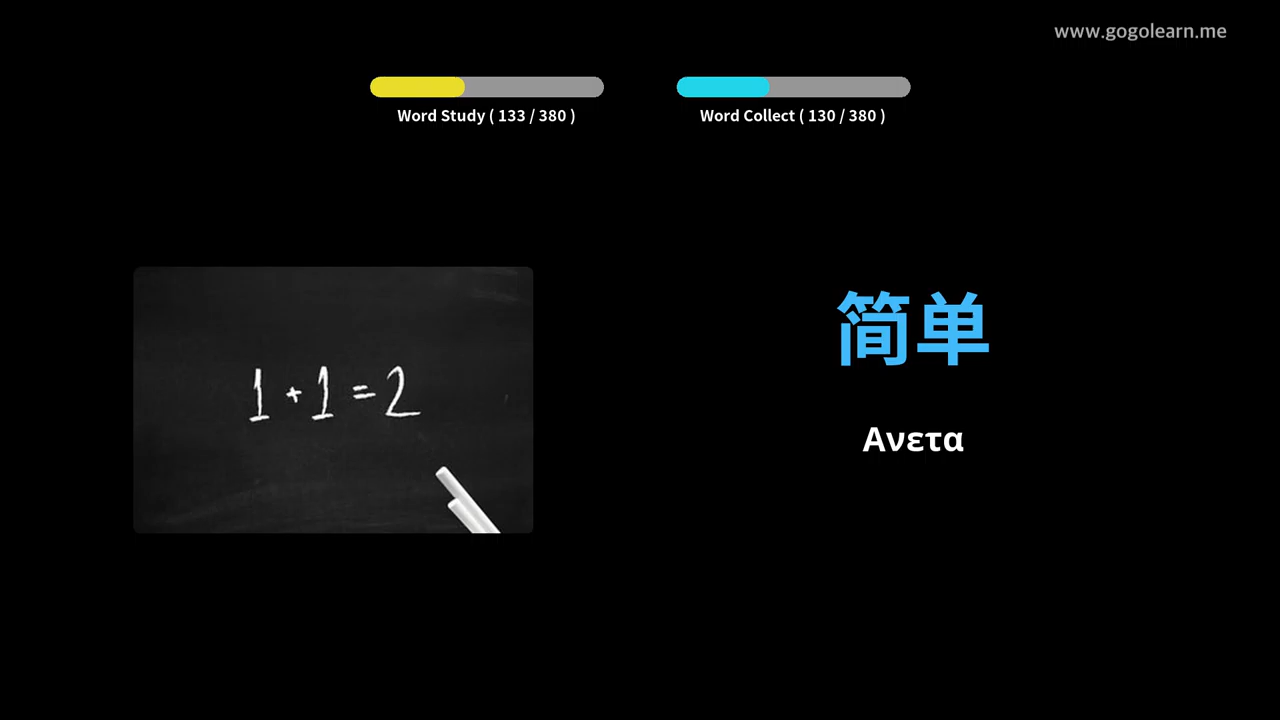 www.gogolearn.me
Word Study ( 133 / 380 )
Word Collect ( 130 / 380 )
1 + 1 = 2
简单
Ανετα